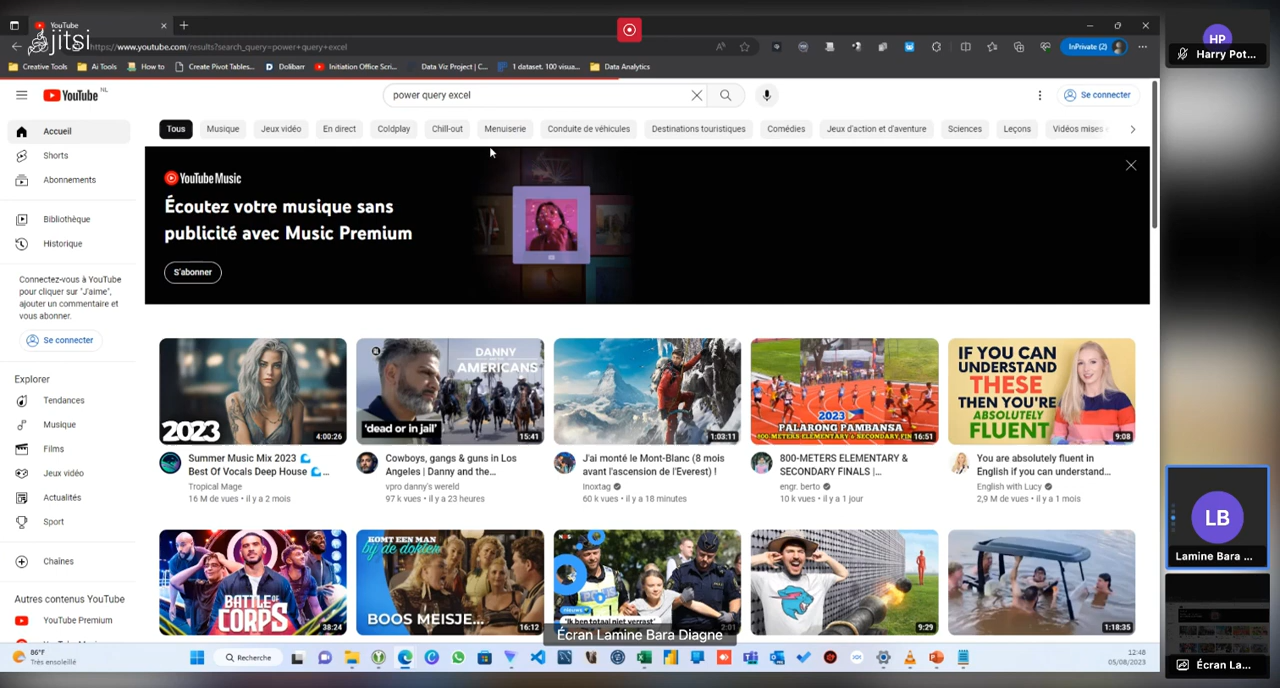 YouTube
jitsi
https://www.youtube.com/results?search_query=power+query+excel
InPrivate (2)
Creative Tools
Ai Tools
How to
Create Pivot Tables...
Dolibarr
Initiation Office Scri...
Data Viz Project | C...
1 dataset. 100 visua...
Data Analytics
YouTube NL
power query excel
Se connecter
Accueil
Shorts
Abonnements
Bibliothèque
Historique
Connectez-vous à YouTube
pour cliquer sur "J'aime",
ajouter un commentaire et
vous abonner.
Se connecter
Explorer
Tendances
Musique
Films
Jeux vidéo
Actualités
Sport
Chaînes
Autres contenus YouTube
YouTube Premium
Tous
Musique
Jeux vidéo
En direct
Coldplay
Chill-out
Menuiserie
Conduite de véhicules
Destinations touristiques
Comédies
Jeux d'action et d'aventure
Sciences
Leçons
Vidéos mises
YouTube Music
Écoutez votre musique sans
publicité avec Music Premium
S'abonner
2023
4:00:26
Summer Music Mix 2023
Best Of Vocals Deep House
Tropical Mage
16 M de vues • il y a 2 mois
DANNY
AMERICANS
'dead or in jail'
15:41
Cowboys, gangs & guns in Los
Angeles | Danny and the...
vpro danny's wereld
97 k vues • il y a 23 heures
1:03:11
J'ai monté le Mont-Blanc (8 mois
avant l'ascension de l'Everest) !
inoxtag
60 k vues • il y a 18 minutes
2023
PALARONG PAMBANSA
800-METERS ELEMENTARY & SECONDARY FIN
16:51
800-METERS ELEMENTARY &
SECONDARY FINALS |...
engr. berto
10 k vues • il y a 1 jour
IF YOU CAN
UNDERSTAND
THESE
THEN YOU'RE
ABSOLUTELY
FLUENT
9:08
You are absolutely fluent in
English if you can understand...
English with Lucy
2,9 M de vues • il y a 1 mois
BATTLE OF
CORPS
38:24
KOMT EEN MAN
bij de dokter
BOOS MEISJE...
16:12
'Ik ben totaal niet verrast'
2:01
9:29
1:18:35
Écran Lamine Bara Diagne
86°F
Très ensoleillé
Recherche
12:48
05/08/2023
HP
Harry Pot...
LB
Lamine Bara ...
Écran La...